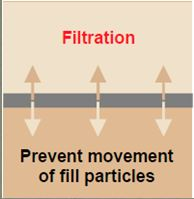 Filtration
Prevent movement
of fill particles